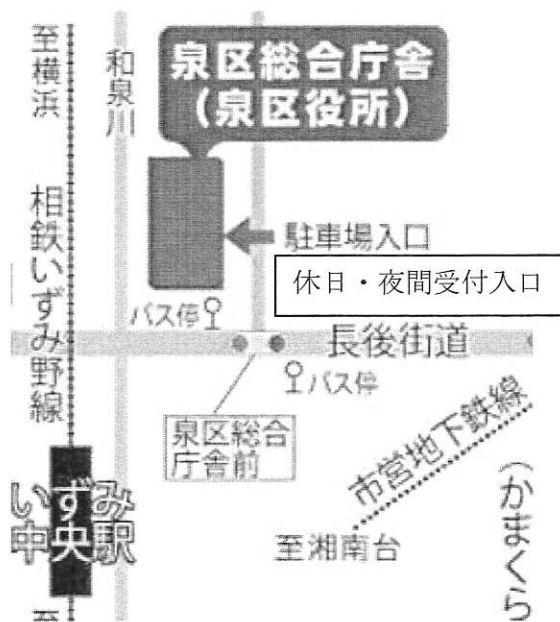 至横浜
和泉川
泉区総合庁舎
(泉区役所)
相鉄いずみ野線
駐車場入口
休日・夜間受付入口
バス停
長後街道
バス停
泉区総合
庁舎前
市営地下鉄線
いずみ
中央駅
至湘南台
(かまくら
至